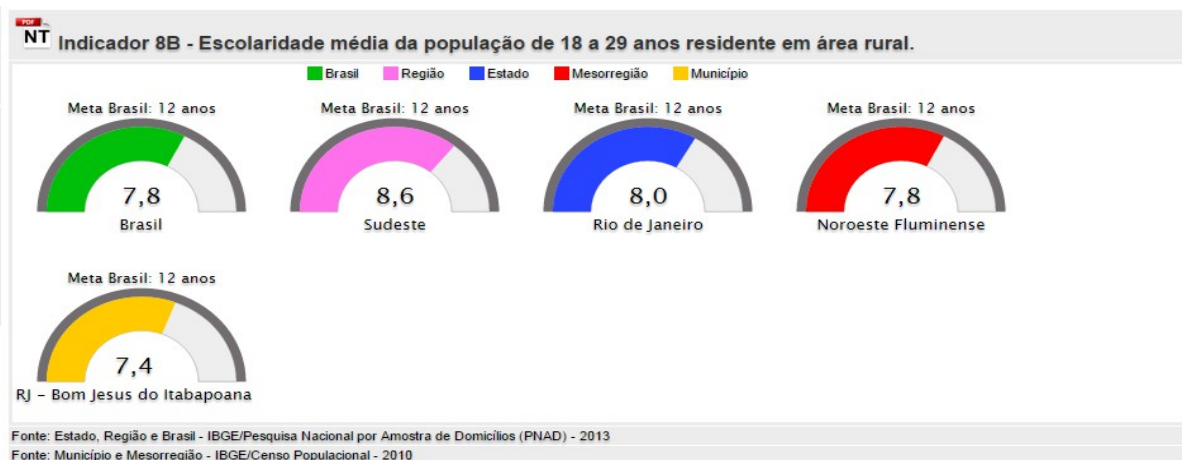 PDF
NT Indicador 8B - Escolaridade média da população de 18 a 29 anos residente em área rural.
Brasil Região Estado Mesorregião Município
Meta Brasil: 12 anos Meta Brasil: 12 anos Meta Brasil: 12 anos Meta Brasil: 12 anos
7,8 8,6 8,0 7,8
Brasil Sudeste Rio de Janeiro Noroeste Fluminense
Meta Brasil: 12 anos
7,4
RJ – Bom Jesus do Itabapoana
Fonte: Estado, Região e Brasil - IBGE/Pesquisa Nacional por Amostra de Domicílios (PNAD) - 2013
Fonte: Município e Mesorregião - IBGE/Censo Populacional - 2010